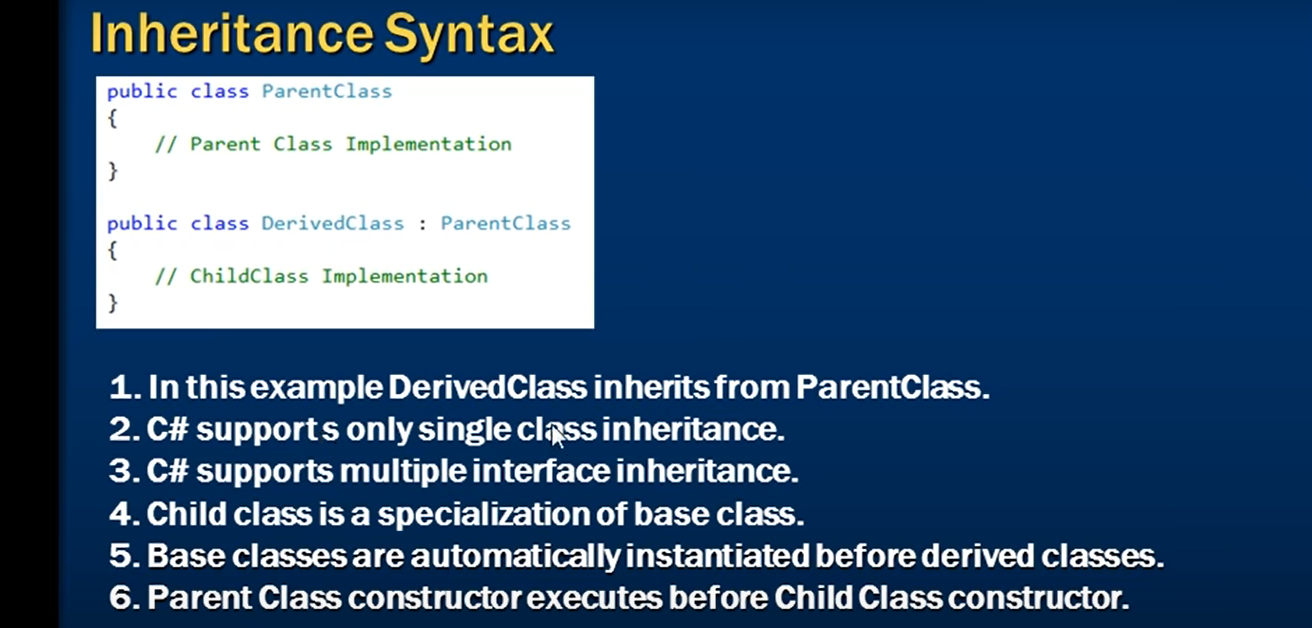 Inheritance Syntax
public class ParentClass
{
// Parent Class Implementation
}
public class DerivedClass : ParentClass
{
// ChildClass Implementation
}
1. In this example DerivedClass inherits from ParentClass.
2. C# supports only single class inheritance.
3. C# supports multiple interface inheritance.
4. Child class is a specialization of base class.
5. Base classes are automatically instantiated before derived classes.
6. Parent Class constructor executes before Child Class constructor.